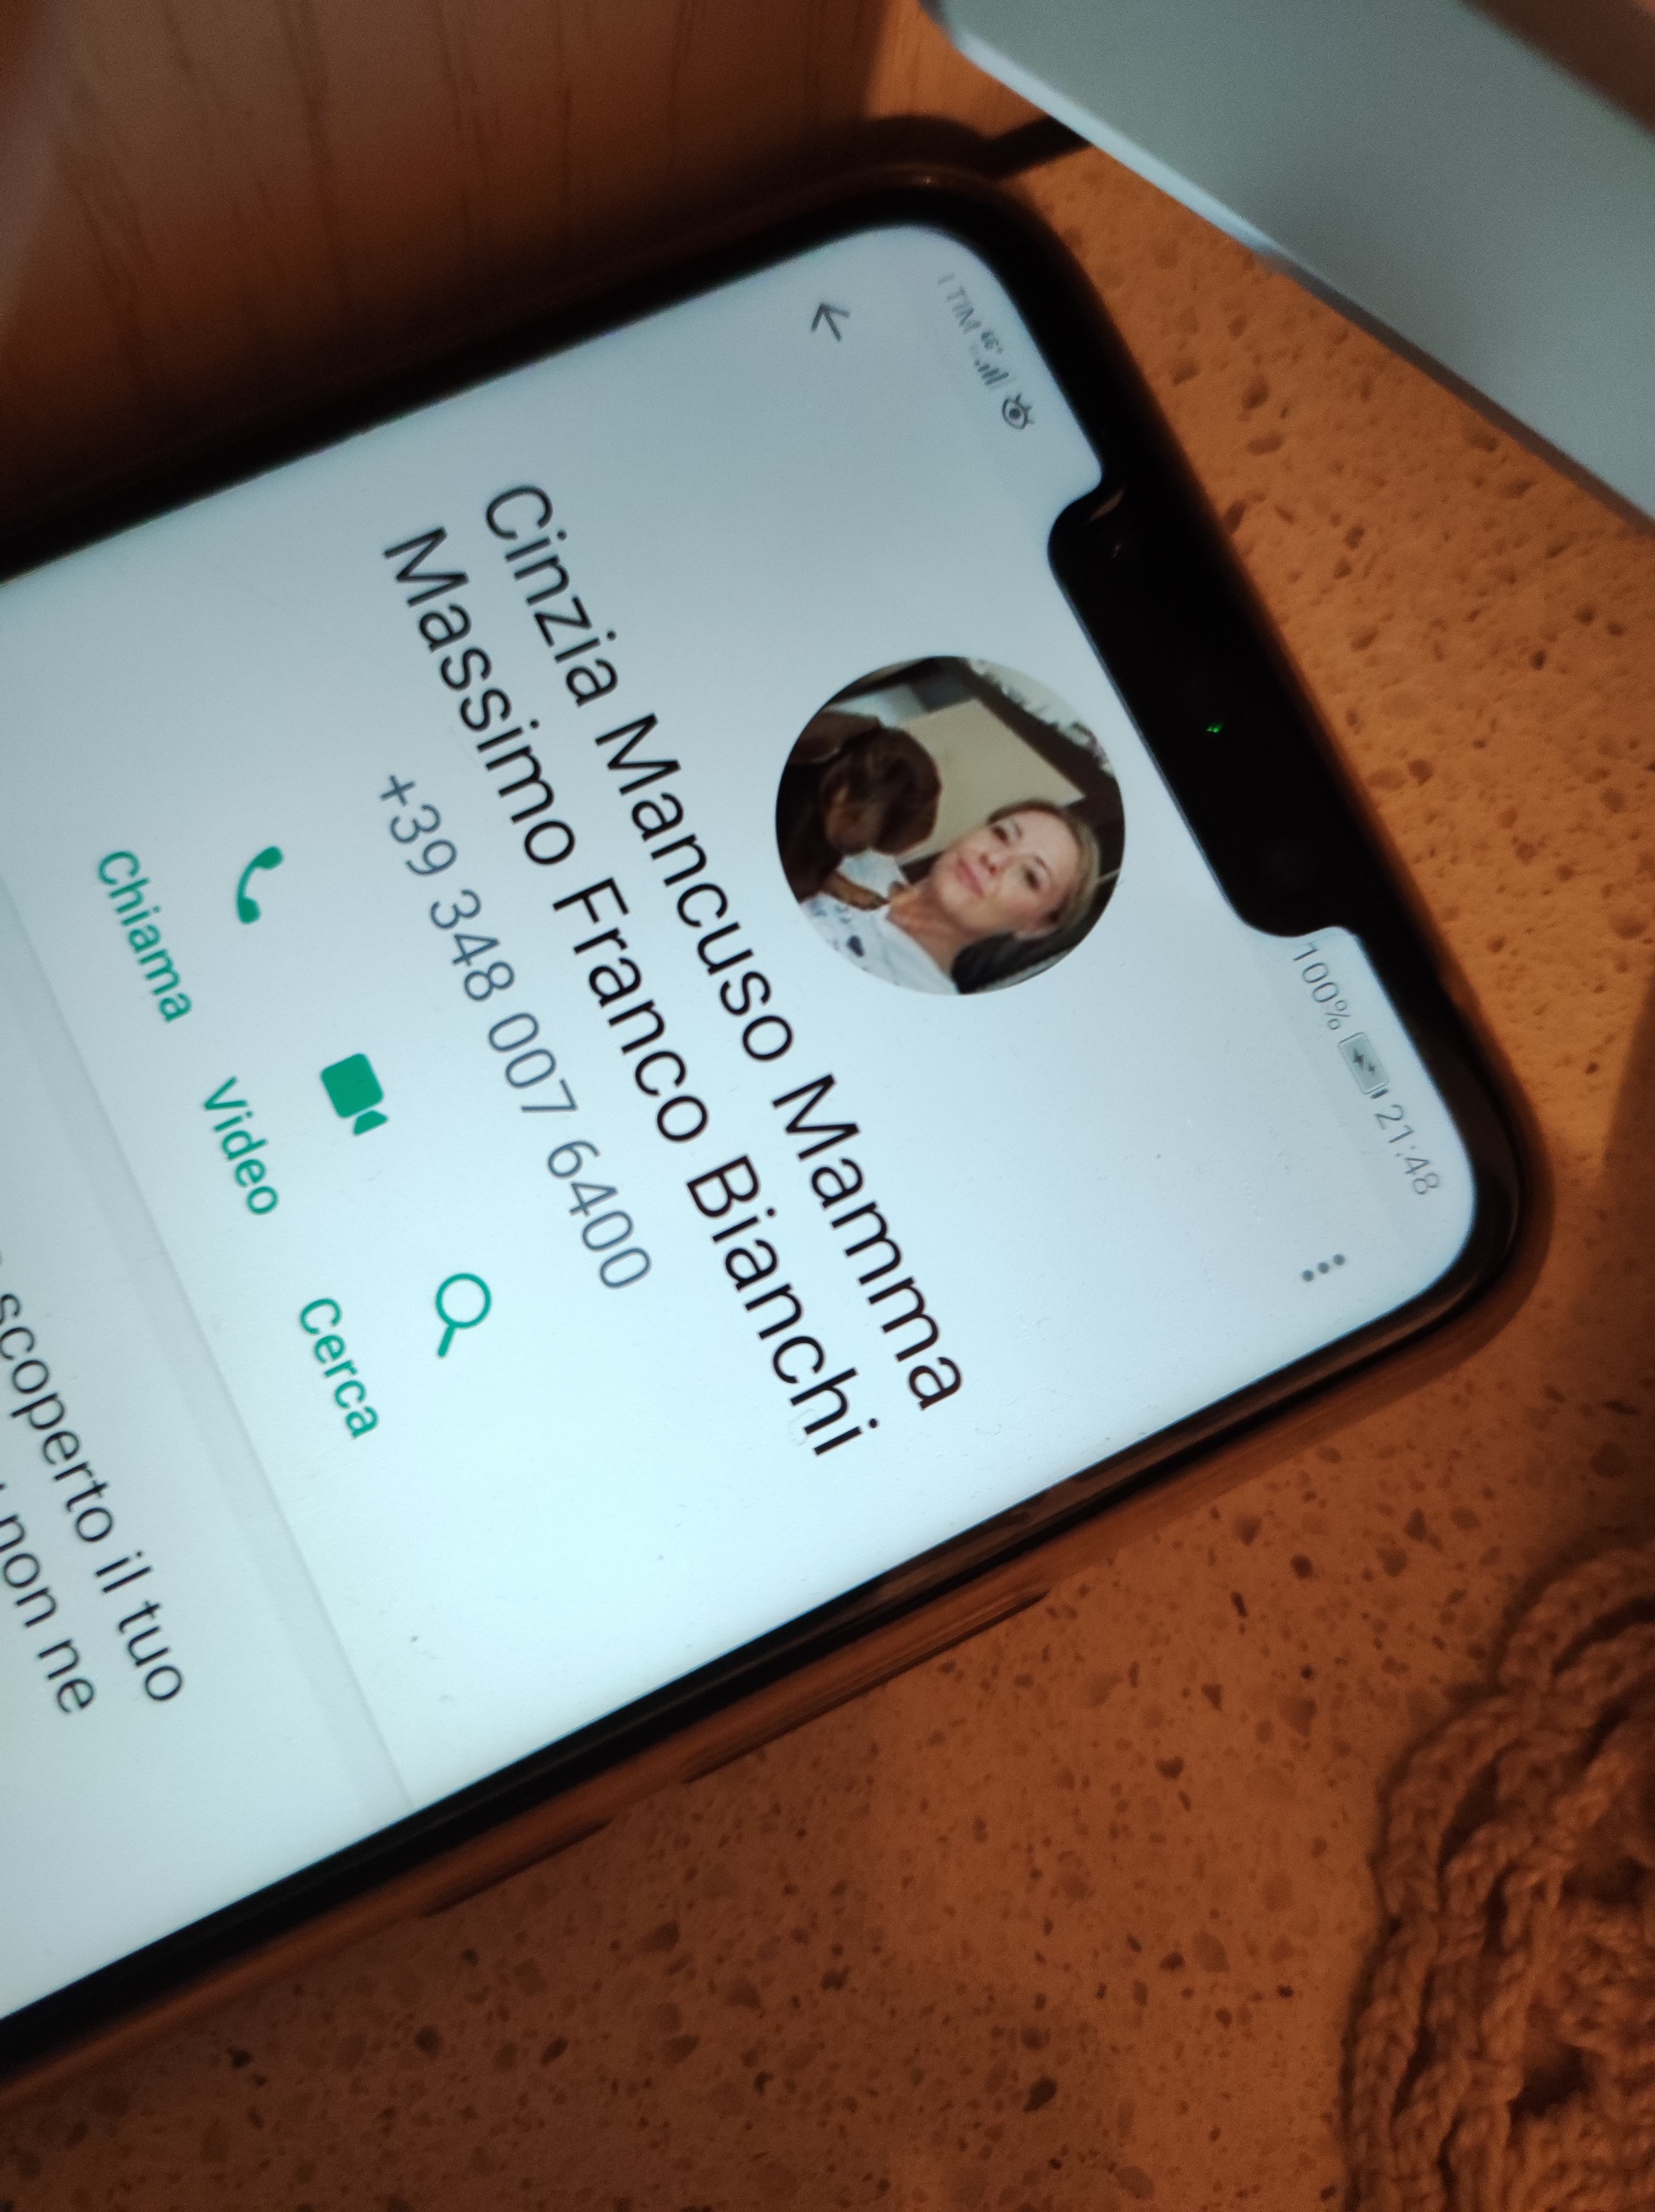 TIM 4G+
100% 21:48
Cinzia Mancuso Mamma
Massimo Franco Bianchi
+39 348 007 6400
Chiama Video Cerca
scoperto il tuo
non ne